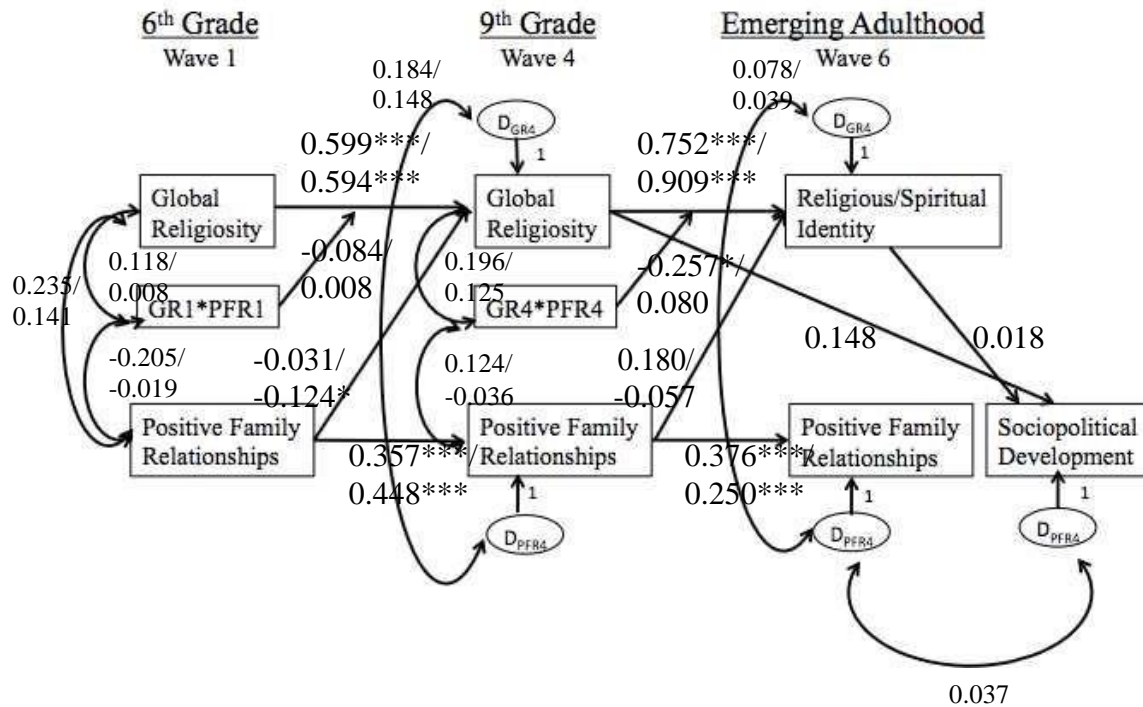 6th Grade
Wave 1
9th Grade
Wave 4
Emerging Adulthood
Wave 6
0.184/
0.148
0.078/
0.039
D_GR4
1
D_GR4
1
0.599***/
0.594***
0.752***/
0.909***
Global
Religiosity
Global
Religiosity
Religious/Spiritual
Identity
0.235/
0.141
0.118/
0.008
-0.084/
0.008
0.196/
0.125
-0.257*/
0.080
GR1*PFR1
GR4*PFR4
0.148
0.018
-0.205/
-0.019
-0.031/
-0.124*
0.124/
-0.036
0.180/
-0.057
Positive Family
Relationships
Positive Family
Relationships
Positive Family
Relationships
Sociopolitical
Development
0.357***/
0.448***
0.376***/
0.250***
1
D_PFR4
1
D_PFR4
1
D_PFR4
0.037